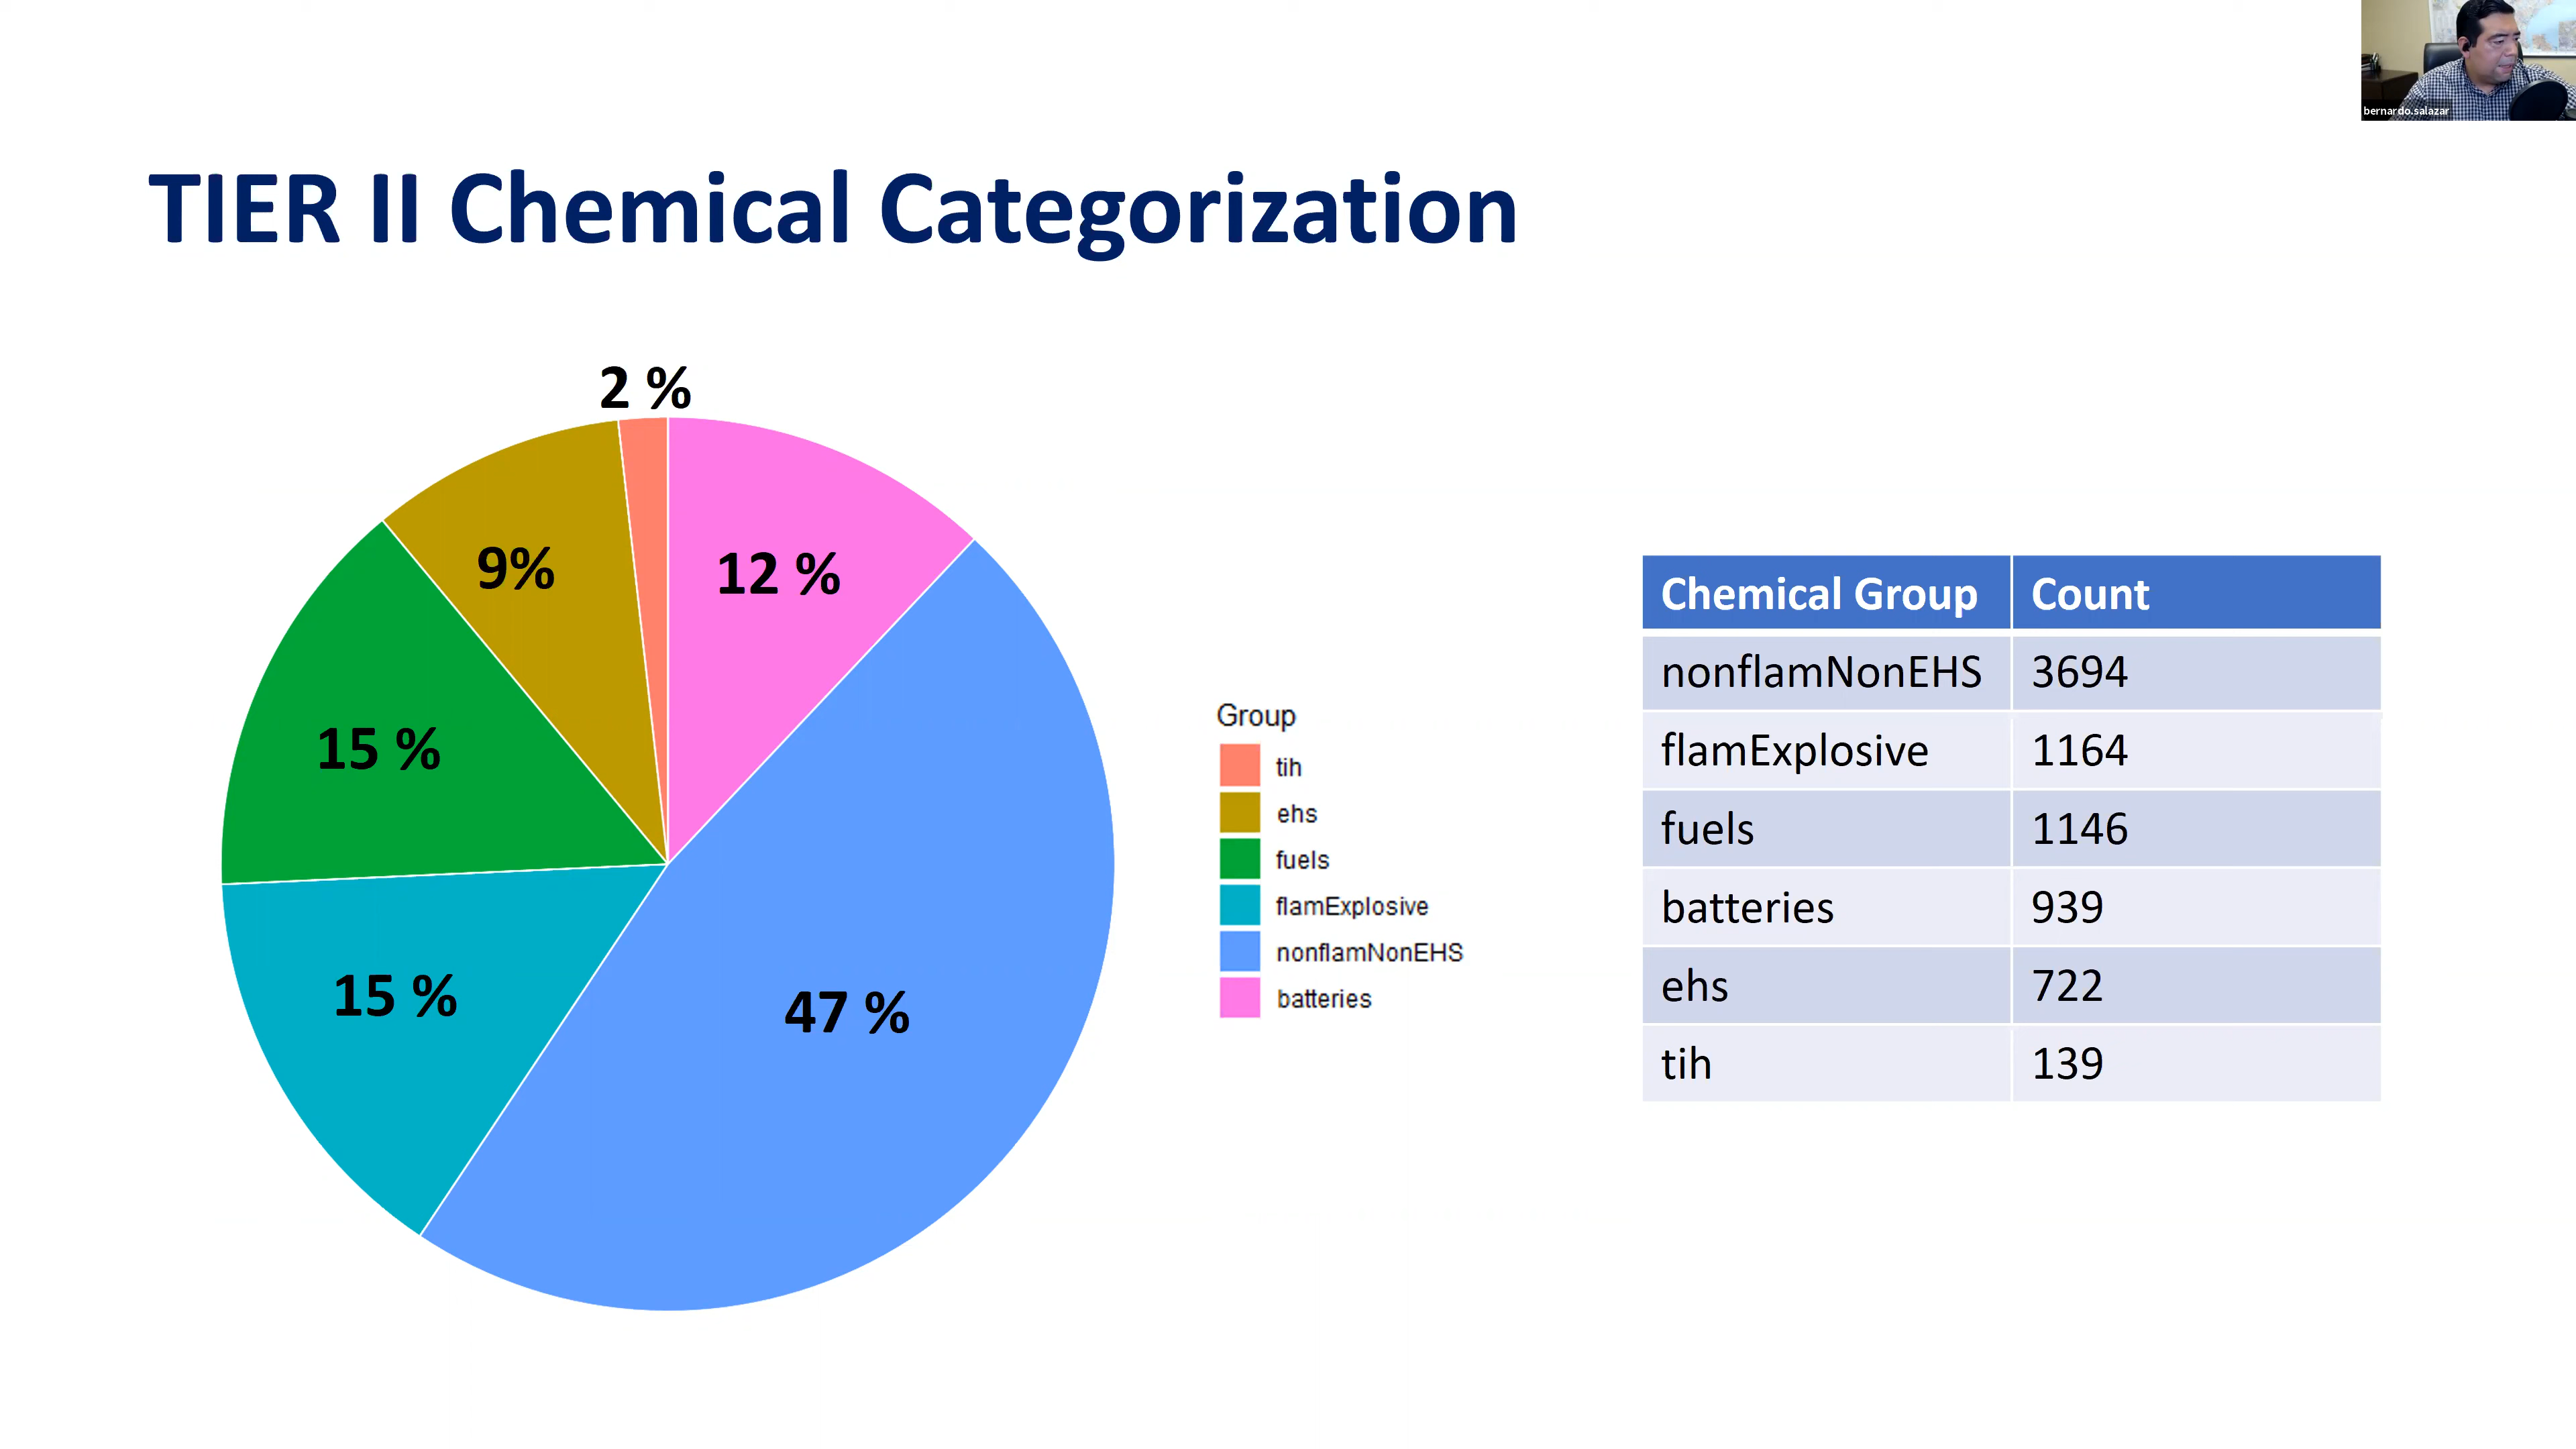 bernardo.salazar
TIER II Chemical Categorization
2 %
9%
12 %
15 %
15 %
47 %
Group
tih
ehs
fuels
flamExplosive
nonflamNonEHS
batteries
Chemical Group Count
nonflamNonEHS 3694
flamExplosive 1164
fuels 1146
batteries 939
ehs 722
tih 139